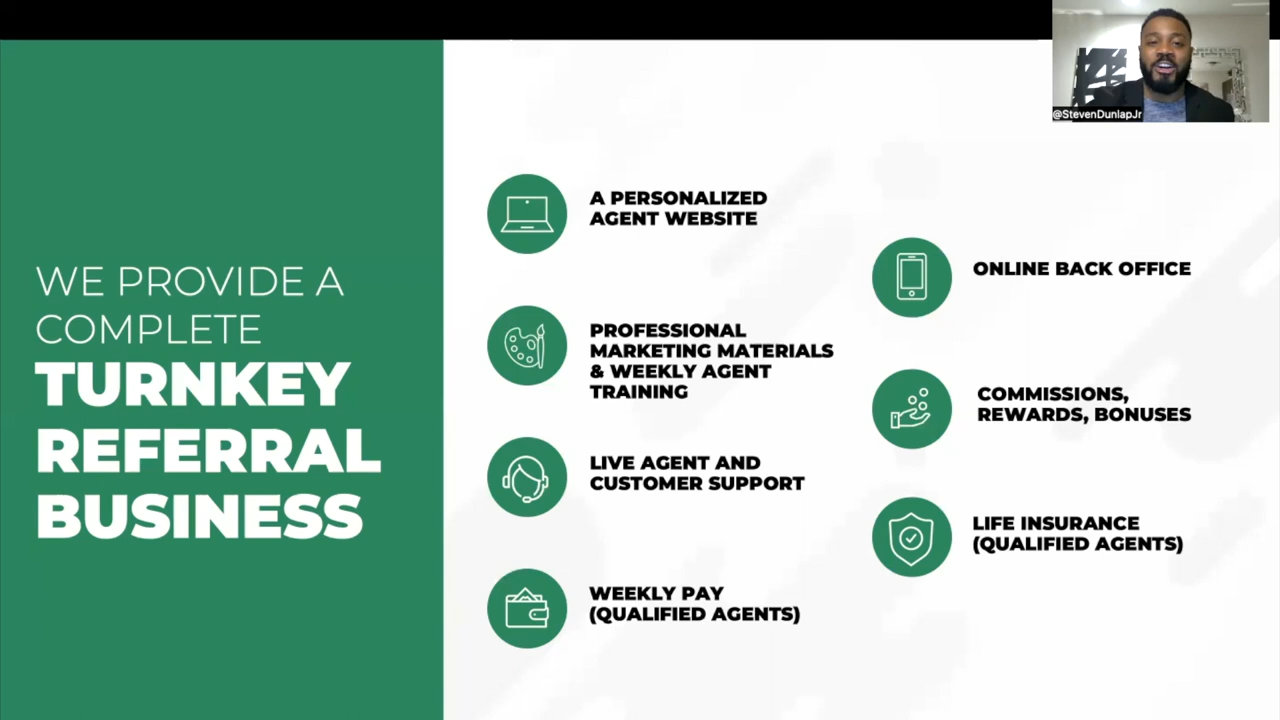 @StevenDunlapJr
WE PROVIDE A
COMPLETE
TURNKEY
REFERRAL
BUSINESS
A PERSONALIZED
AGENT WEBSITE
PROFESSIONAL
MARKETING MATERIALS
& WEEKLY AGENT
TRAINING
LIVE AGENT AND
CUSTOMER SUPPORT
WEEKLY PAY
(QUALIFIED AGENTS)
ONLINE BACK OFFICE
COMMISSIONS,
REWARDS, BONUSES
LIFE INSURANCE
(QUALIFIED AGENTS)